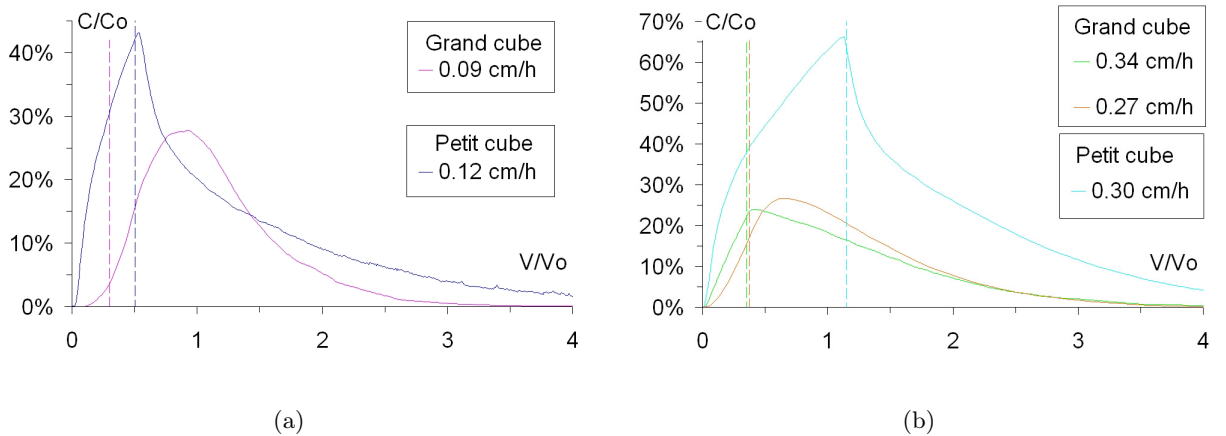 C/Co
40%
30%
20%
10%
0%
0 1 2 3 4
V/Vo
Grand cube
0.09 cm/h
Petit cube
0.12 cm/h
(a)
C/Co
70%
60%
50%
40%
30%
20%
10%
0%
0 1 2 3 4
V/Vo
Grand cube
0.34 cm/h
0.27 cm/h
Petit cube
0.30 cm/h
(b)